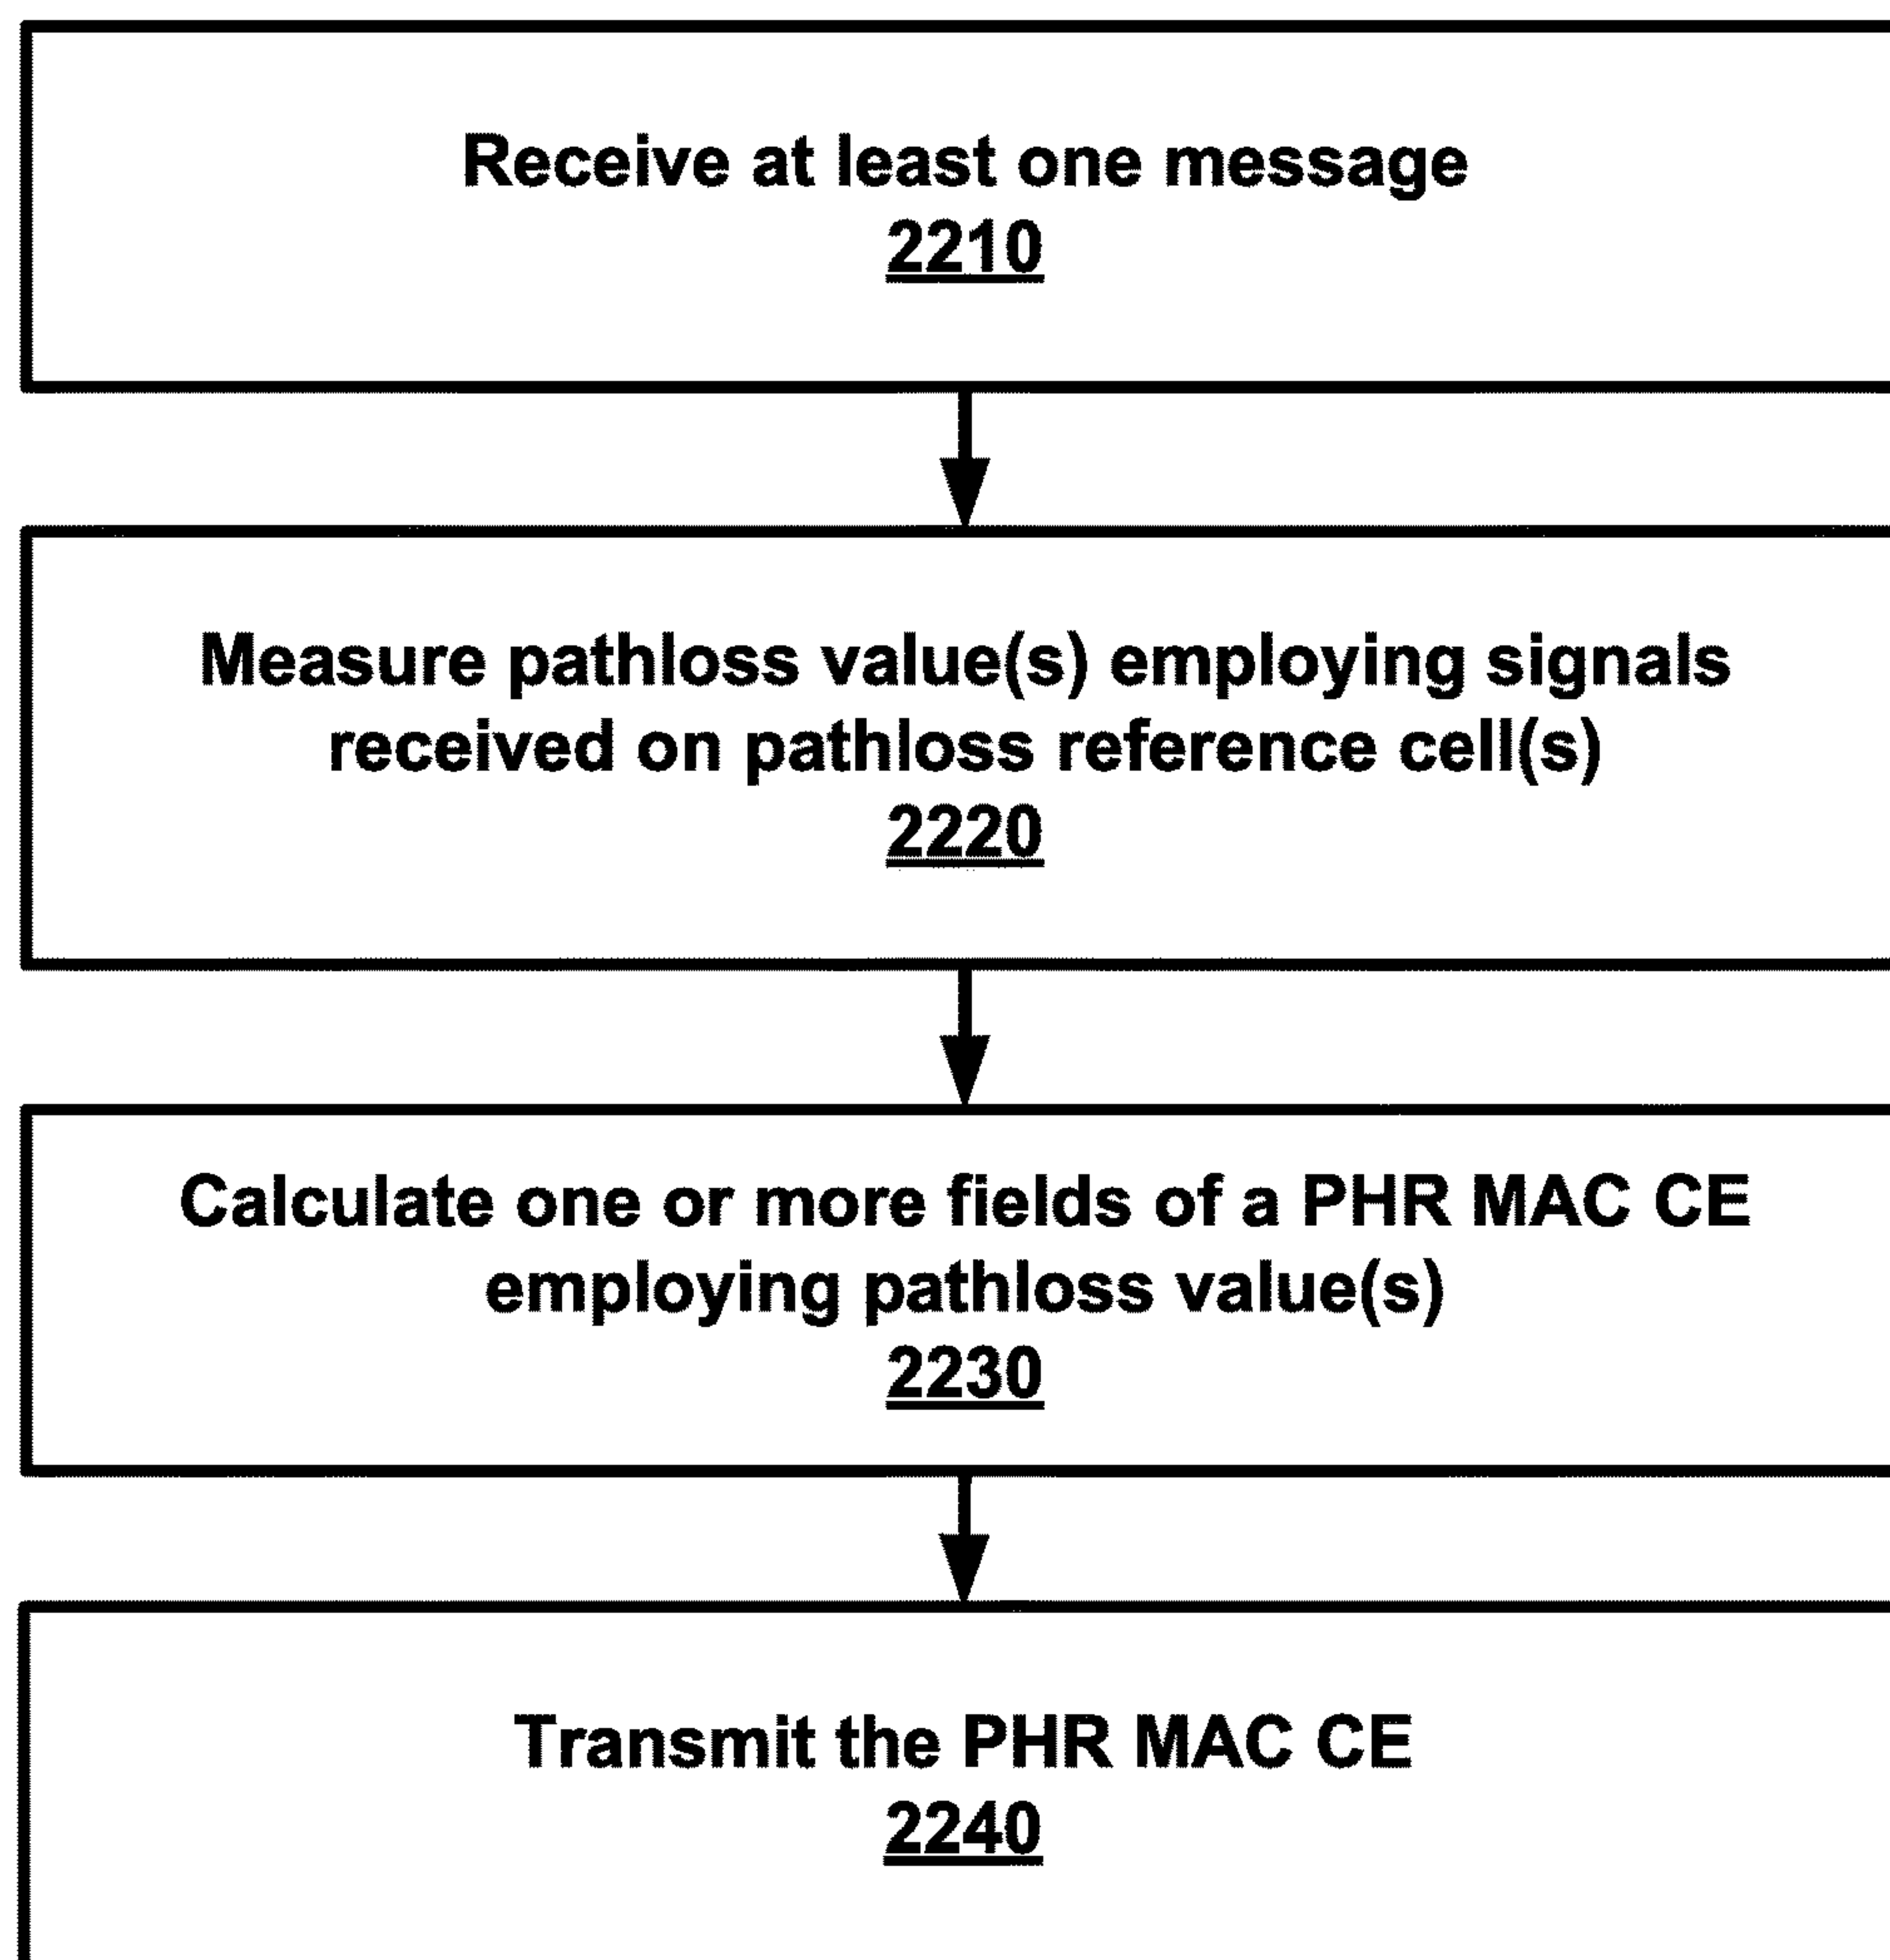 Receive at least one message
2210
Measure pathloss value(s) employing signals
received on pathloss reference cell(s)
2220
Calculate one or more fields of a PHR MAC CE
employing pathloss value(s)
2230
Transmit the PHR MAC CE
2240